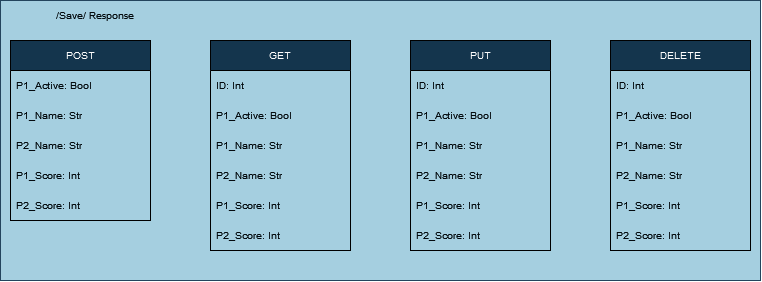 /Save/ Response
POST
P1_Active: Bool
P1_Name: Str
P2_Name: Str
P1_Score: Int
P2_Score: Int
GET
ID: Int
P1_Active: Bool
P1_Name: Str
P2_Name: Str
P1_Score: Int
P2_Score: Int
PUT
ID: Int
P1_Active: Bool
P1_Name: Str
P2_Name: Str
P1_Score: Int
P2_Score: Int
DELETE
ID: Int
P1_Active: Bool
P1_Name: Str
P2_Name: Str
P1_Score: Int
P2_Score: Int